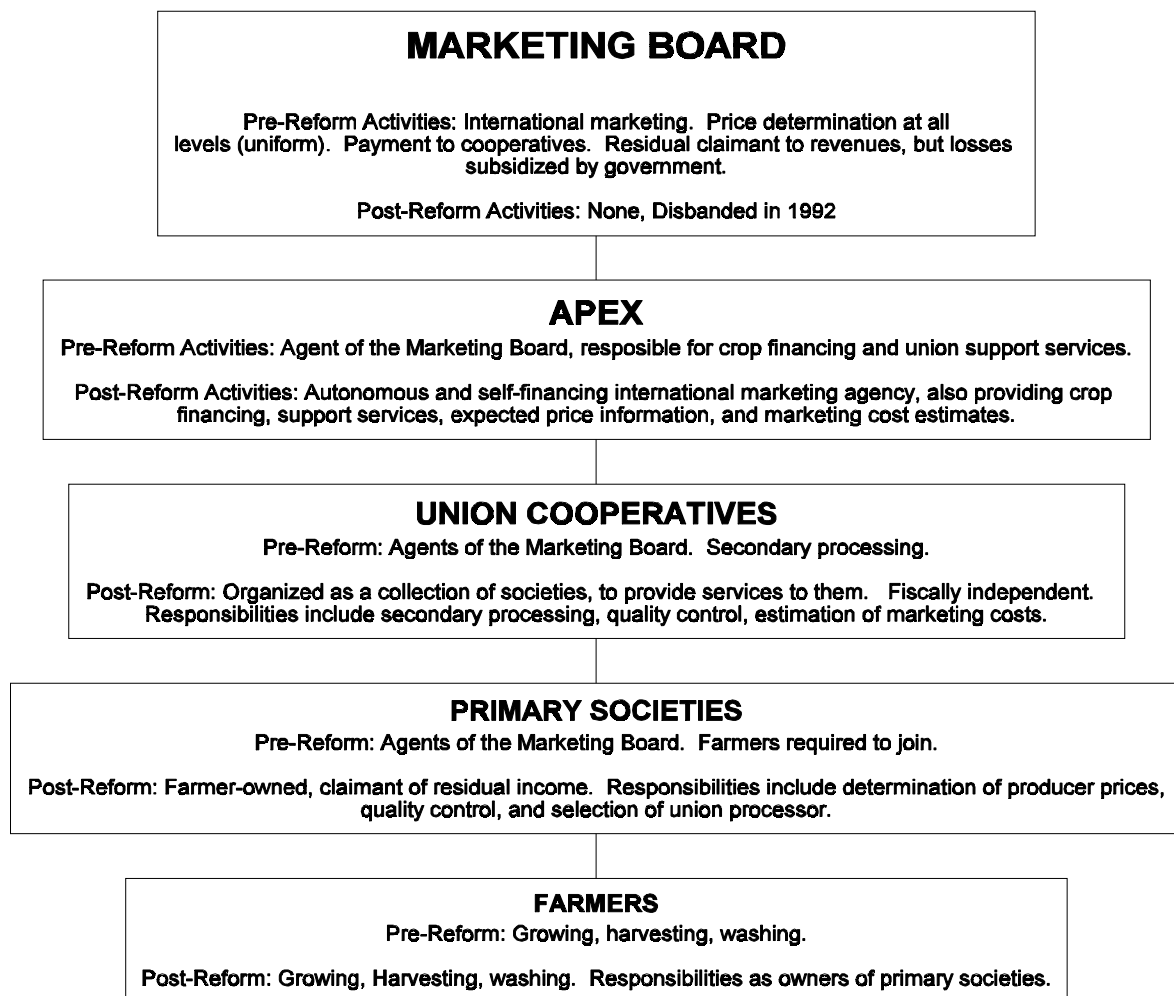 MARKETING BOARD
Pre-Reform Activities: International marketing. Price determination at all
levels (uniform). Payment to cooperatives. Residual claimant to revenues, but losses
subsidized by government.
Post-Reform Activities: None, Disbanded in 1992
APEX
Pre-Reform Activities: Agent of the Marketing Board, resposible for crop financing and union support services.
Post-Reform Activities: Autonomous and self-financing international marketing agency, also providing crop
financing, support services, expected price information, and marketing cost estimates.
UNION COOPERATIVES
Pre-Reform: Agents of the Marketing Board. Secondary processing.
Post-Reform: Organized as a collection of societies, to provide services to them. Fiscally independent.
Responsibilities include secondary processing, quality control, estimation of marketing costs.
PRIMARY SOCIETIES
Pre-Reform: Agents of the Marketing Board. Farmers required to join.
Post-Reform: Farmer-owned, claimant of residual income. Responsibilities include determination of producer prices,
quality control, and selection of union processor.
FARMERS
Pre-Reform: Growing, harvesting, washing.
Post-Reform: Growing, Harvesting, washing. Responsibilities as owners of primary societies.